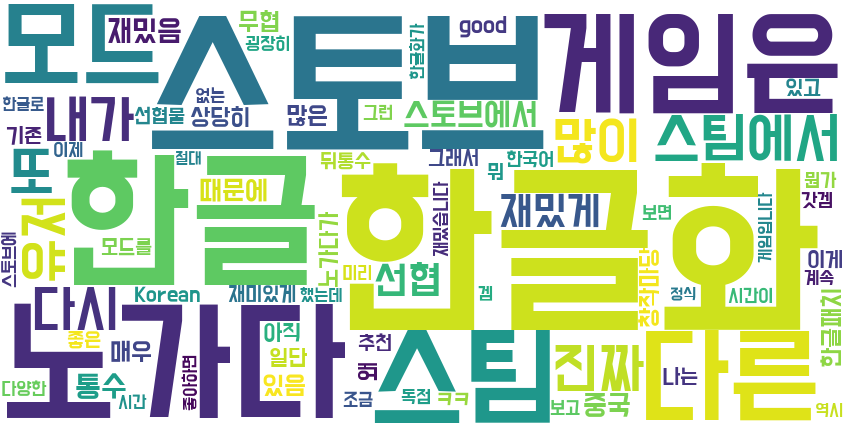 모드
재밌음
스토브
무협
굉장히
good
한글화가
게임은
있고
한글로
기존
이제
내가
선협물
없는
상당히
많은
그런
스토브에서
많이
스팀에서
또
유저
한글
절대
때문에
뒤통수
그래서
뭐
한국어
재밌게
보면
뭔가
갓겜
스토브에
모드를
노가다가
미리
재밌습니다
선협
겜
한글화
창작마당
게임입니다
이게
계속
다시
Korean
재미있게
했는데
정식
시간이
한글패치
좋은
매우
노가다
아직
일단
추천
왜
스팀
진짜
다른
나는
다양한
통수
시간
좋아하면
있음
조금
독점
ㅋㅋ
보고
중국
역시